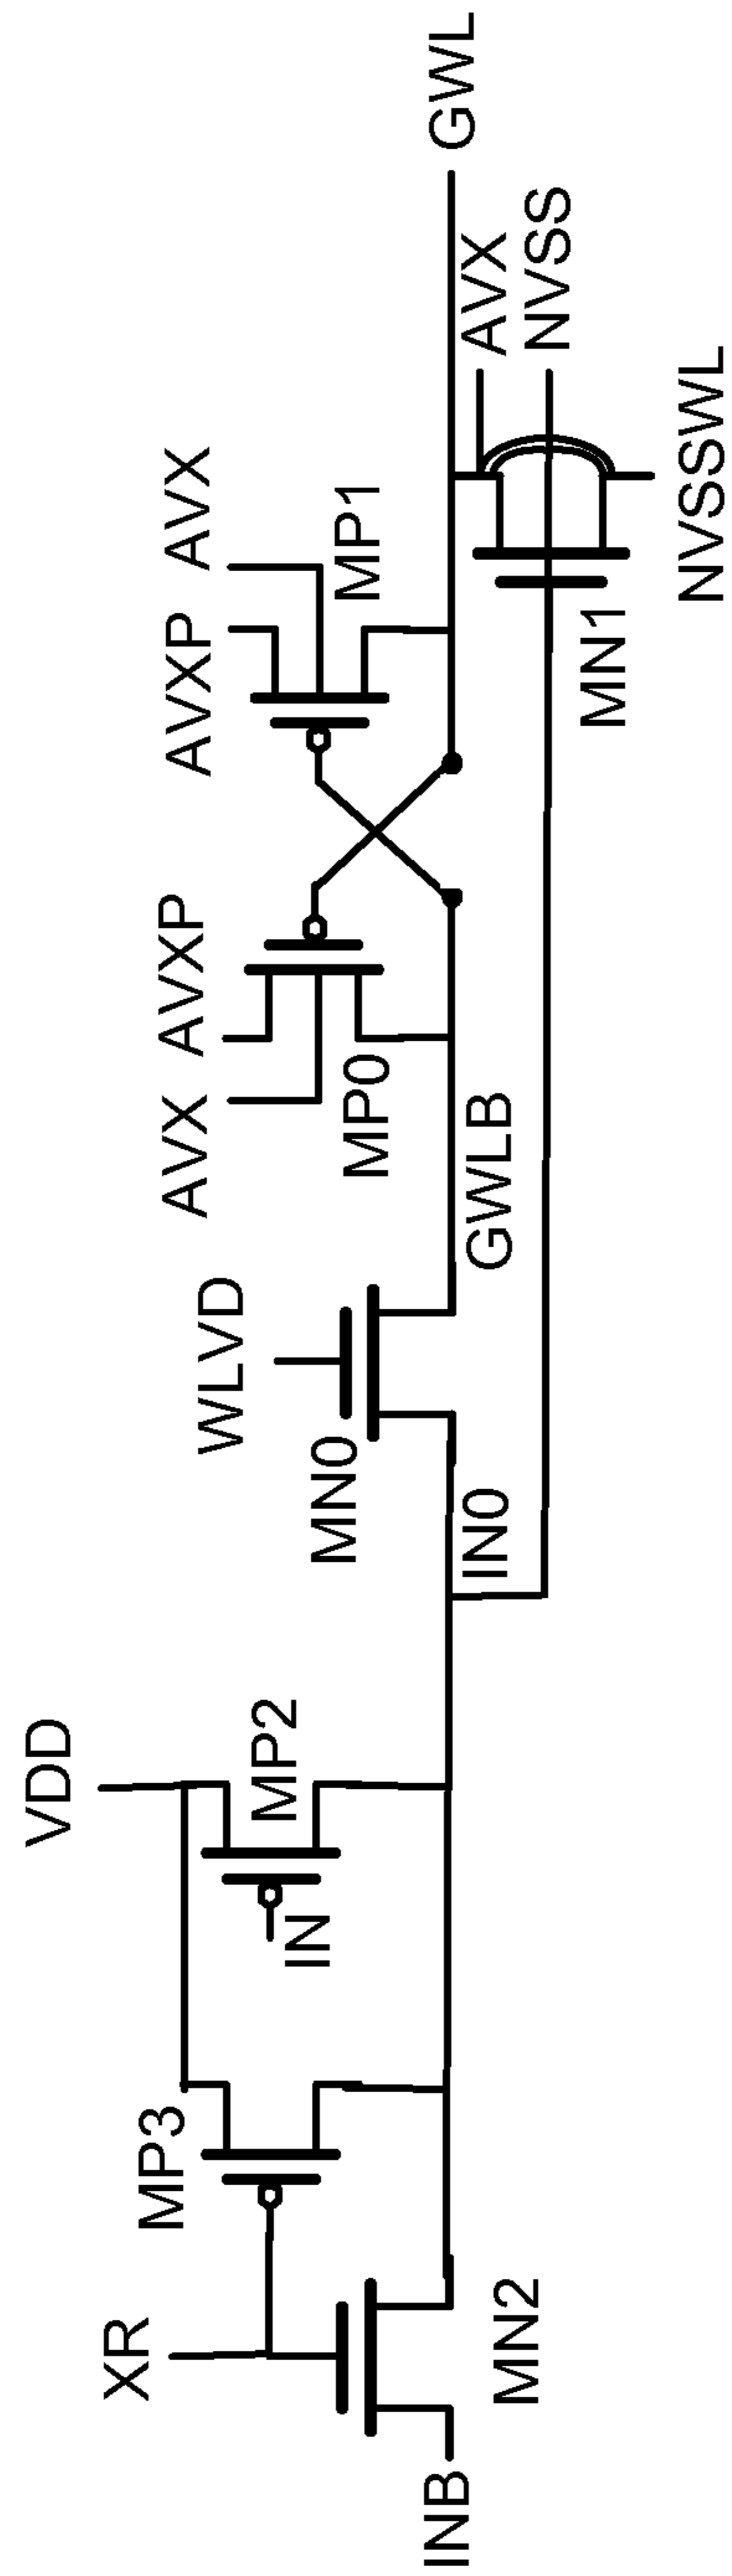 GWL
AVX
NVSS
NVSSWL
AVX
AVXP
MP1
MN1
AVXP
AVX
MP0
GWLB
WLVD
MN0
IN0
VDD
MP2
IN
MP3
XR
MN2
INB